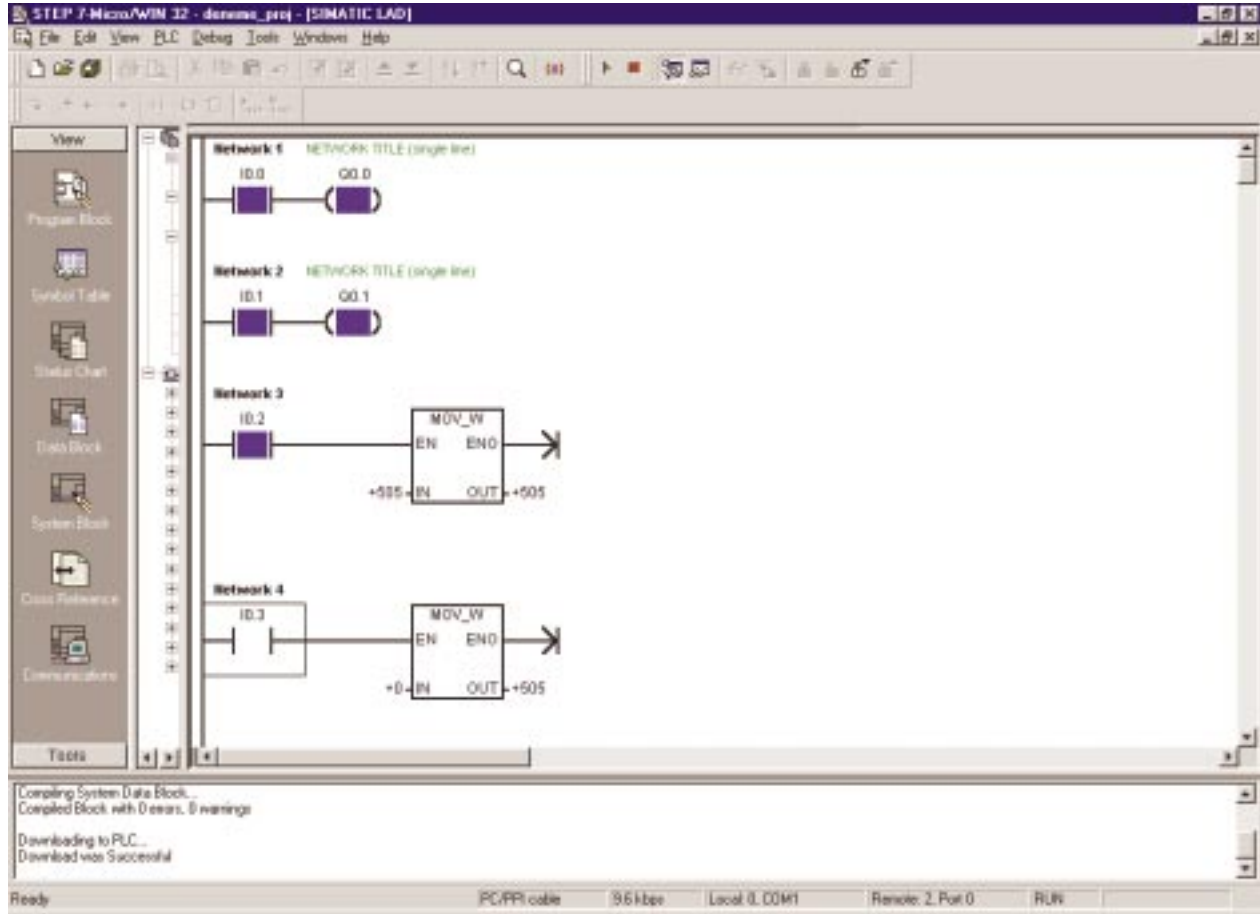 STEP 7-Micro/WIN 32 - deneme_proj - [SIMATIC LAD]
File Edit View PLC Debug Tools Windows Help
View
Program Block
Symbol Table
Status Chart
Data Block
System Block
Cross Reference
Communications
Tools
Network 1 NETWORK TITLE (single line)
I0.0 Q0.0
Network 2 NETWORK TITLE (single line)
I0.1 Q0.1
Network 3
I0.2 MOV_W
EN ENO
+505 IN OUT +505
Network 4
I0.3 MOV_W
EN ENO
+0 IN OUT +505
Compiling System Data Block...
Compiled Block with 0 errors, 0 warnings
Downloading to PLC...
Download was Successful
Ready PC/PPI cable 9.6 kbps Local: 0, COM1 Remote: 2, Port 0 RUN